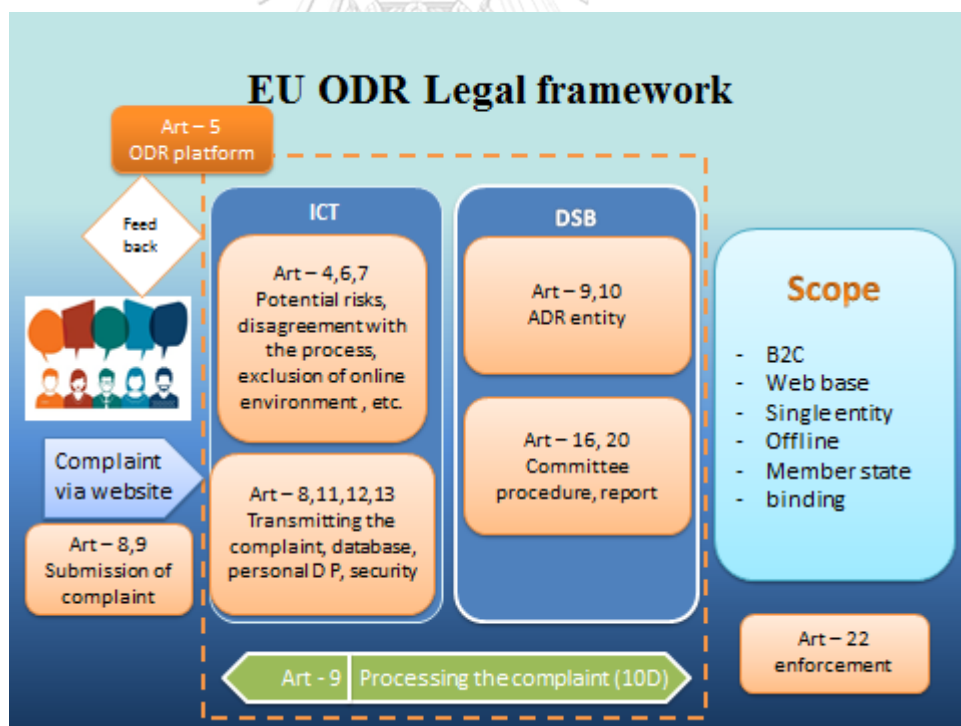 EU ODR Legal framework
Art – 5
ODR platform
Feed
back
Complaint
via website
Art – 8,9
Submission of
complaint
ICT
Art – 4,6,7
Potential risks,
disagreement with
the process,
exclusion of online
environment , etc.
Art – 8,11,12,13
Transmitting the
complaint, database,
personal D P, security
DSB
Art – 9,10
ADR entity
Art – 16, 20
Committee
procedure, report
Art - 9 Processing the complaint (10D)
Scope
- B2C
- Web base
- Single entity
- Offline
- Member state
- binding
Art – 22
enforcement